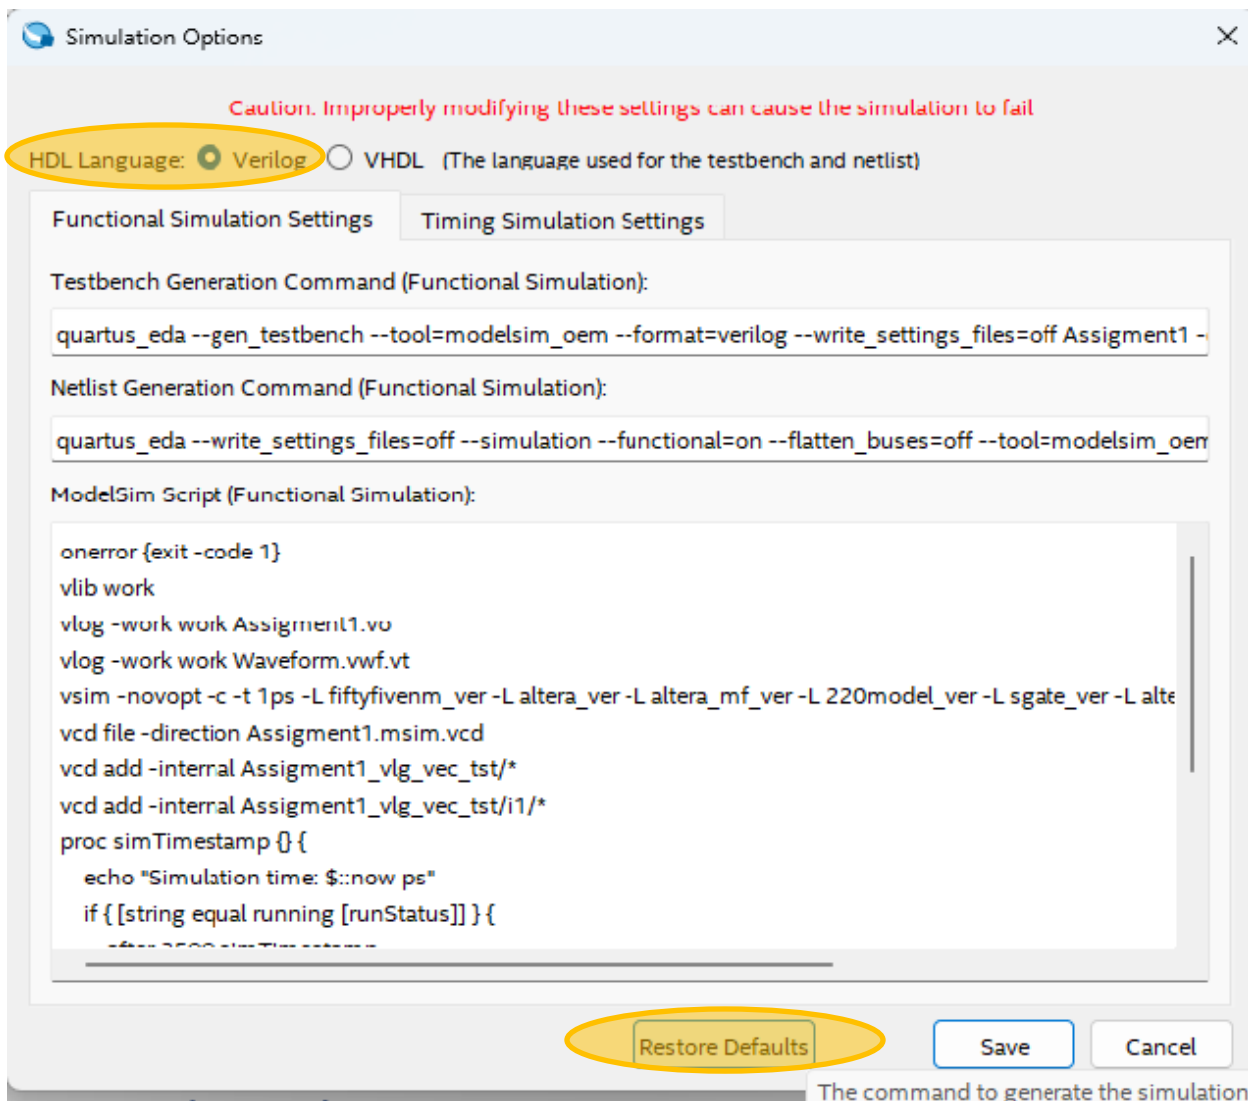 Simulation Options
Caution. Improperly modifying these settings can cause the simulation to fail
HDL Language: Verilog VHDL (The language used for the testbench and netlist)
Functional Simulation Settings Timing Simulation Settings
Testbench Generation Command (Functional Simulation):
quartus_eda --gen_testbench --tool=modelsim_oem --format=verilog --write_settings_files=off Assigment1 -
Netlist Generation Command (Functional Simulation):
quartus_eda --write_settings_files=off --simulation --functional=on --flatten_buses=off --tool=modelsim_oem
ModelSim Script (Functional Simulation):
onerror {exit -code 1}
vlib work
vlog -work work Assigment1.vo
vlog -work work Waveform.vwf.vt
vsim -novopt -c -t 1ps -L fiftyfivenm_ver -L altera_ver -L altera_mf_ver -L 220model_ver -L sgate_ver -L alte
vcd file -direction Assigment1.msim.vcd
vcd add -internal Assigment1_vlg_vec_tst/*
vcd add -internal Assigment1_vlg_vec_tst/i1/*
proc simTimestamp {} {
echo "Simulation time: $::now ps"
if { [string equal running [runStatus]] } {
after 2500 simTimestamp
Restore Defaults Save Cancel
The command to generate the simulation